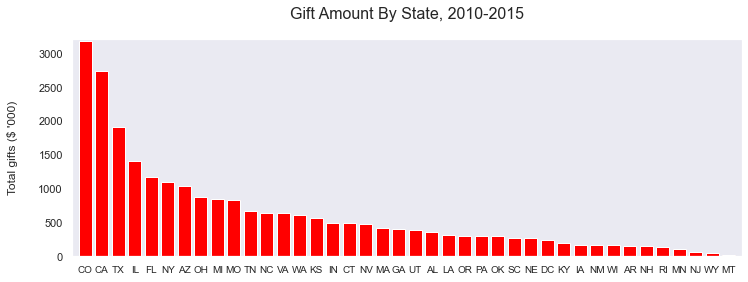 Gift Amount By State, 2010-2015
Total gifts ($ '000)
3000
2500
2000
1500
1000
500
0
CO CA TX IL FL NY AZ OH MI MO TN NC VA WA KS IN CT NV MA GA UT AL LA OR PA OK SC NE DC KY IA NM WI AR NH RI MN NJ WY MT